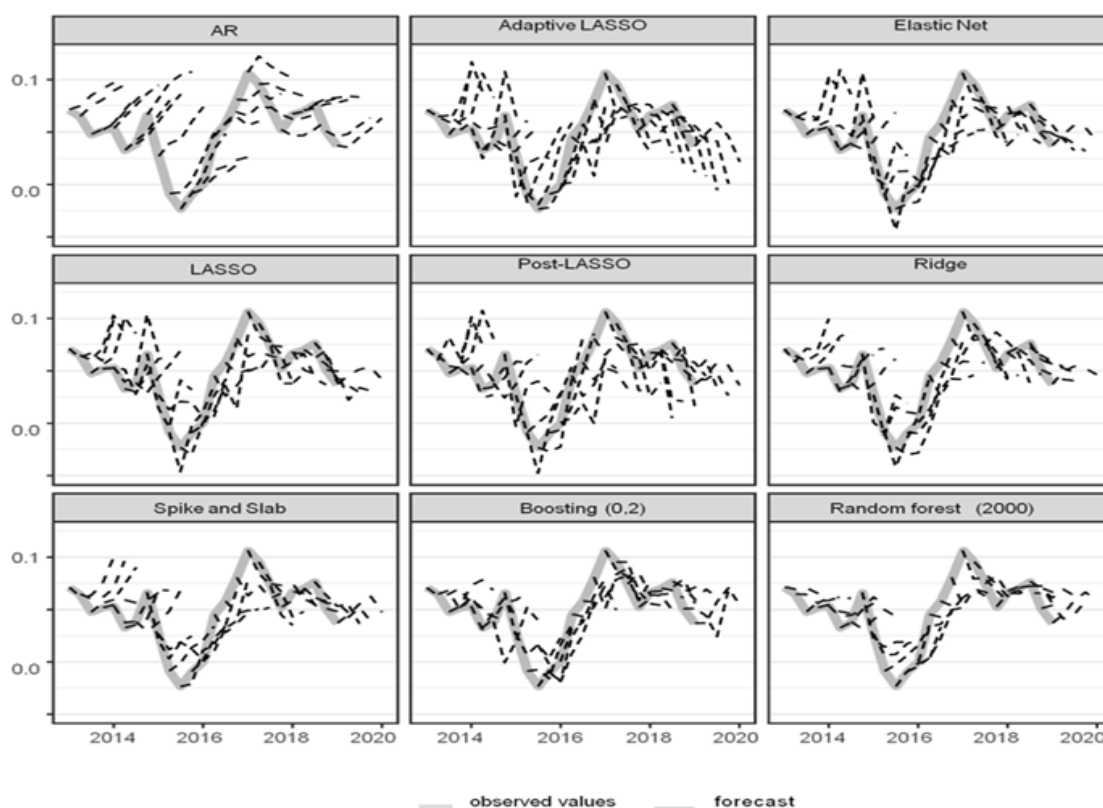 AR Adaptive LASSO Elastic Net
0.1
0.0
LASSO Post-LASSO Ridge
0.1
0.0
Spike and Slab Boosting (0,2) Random forest (2000)
0.1
0.0
2014 2016 2018 2020 2014 2016 2018 2020 2014 2016 2018 2020
observed values forecast